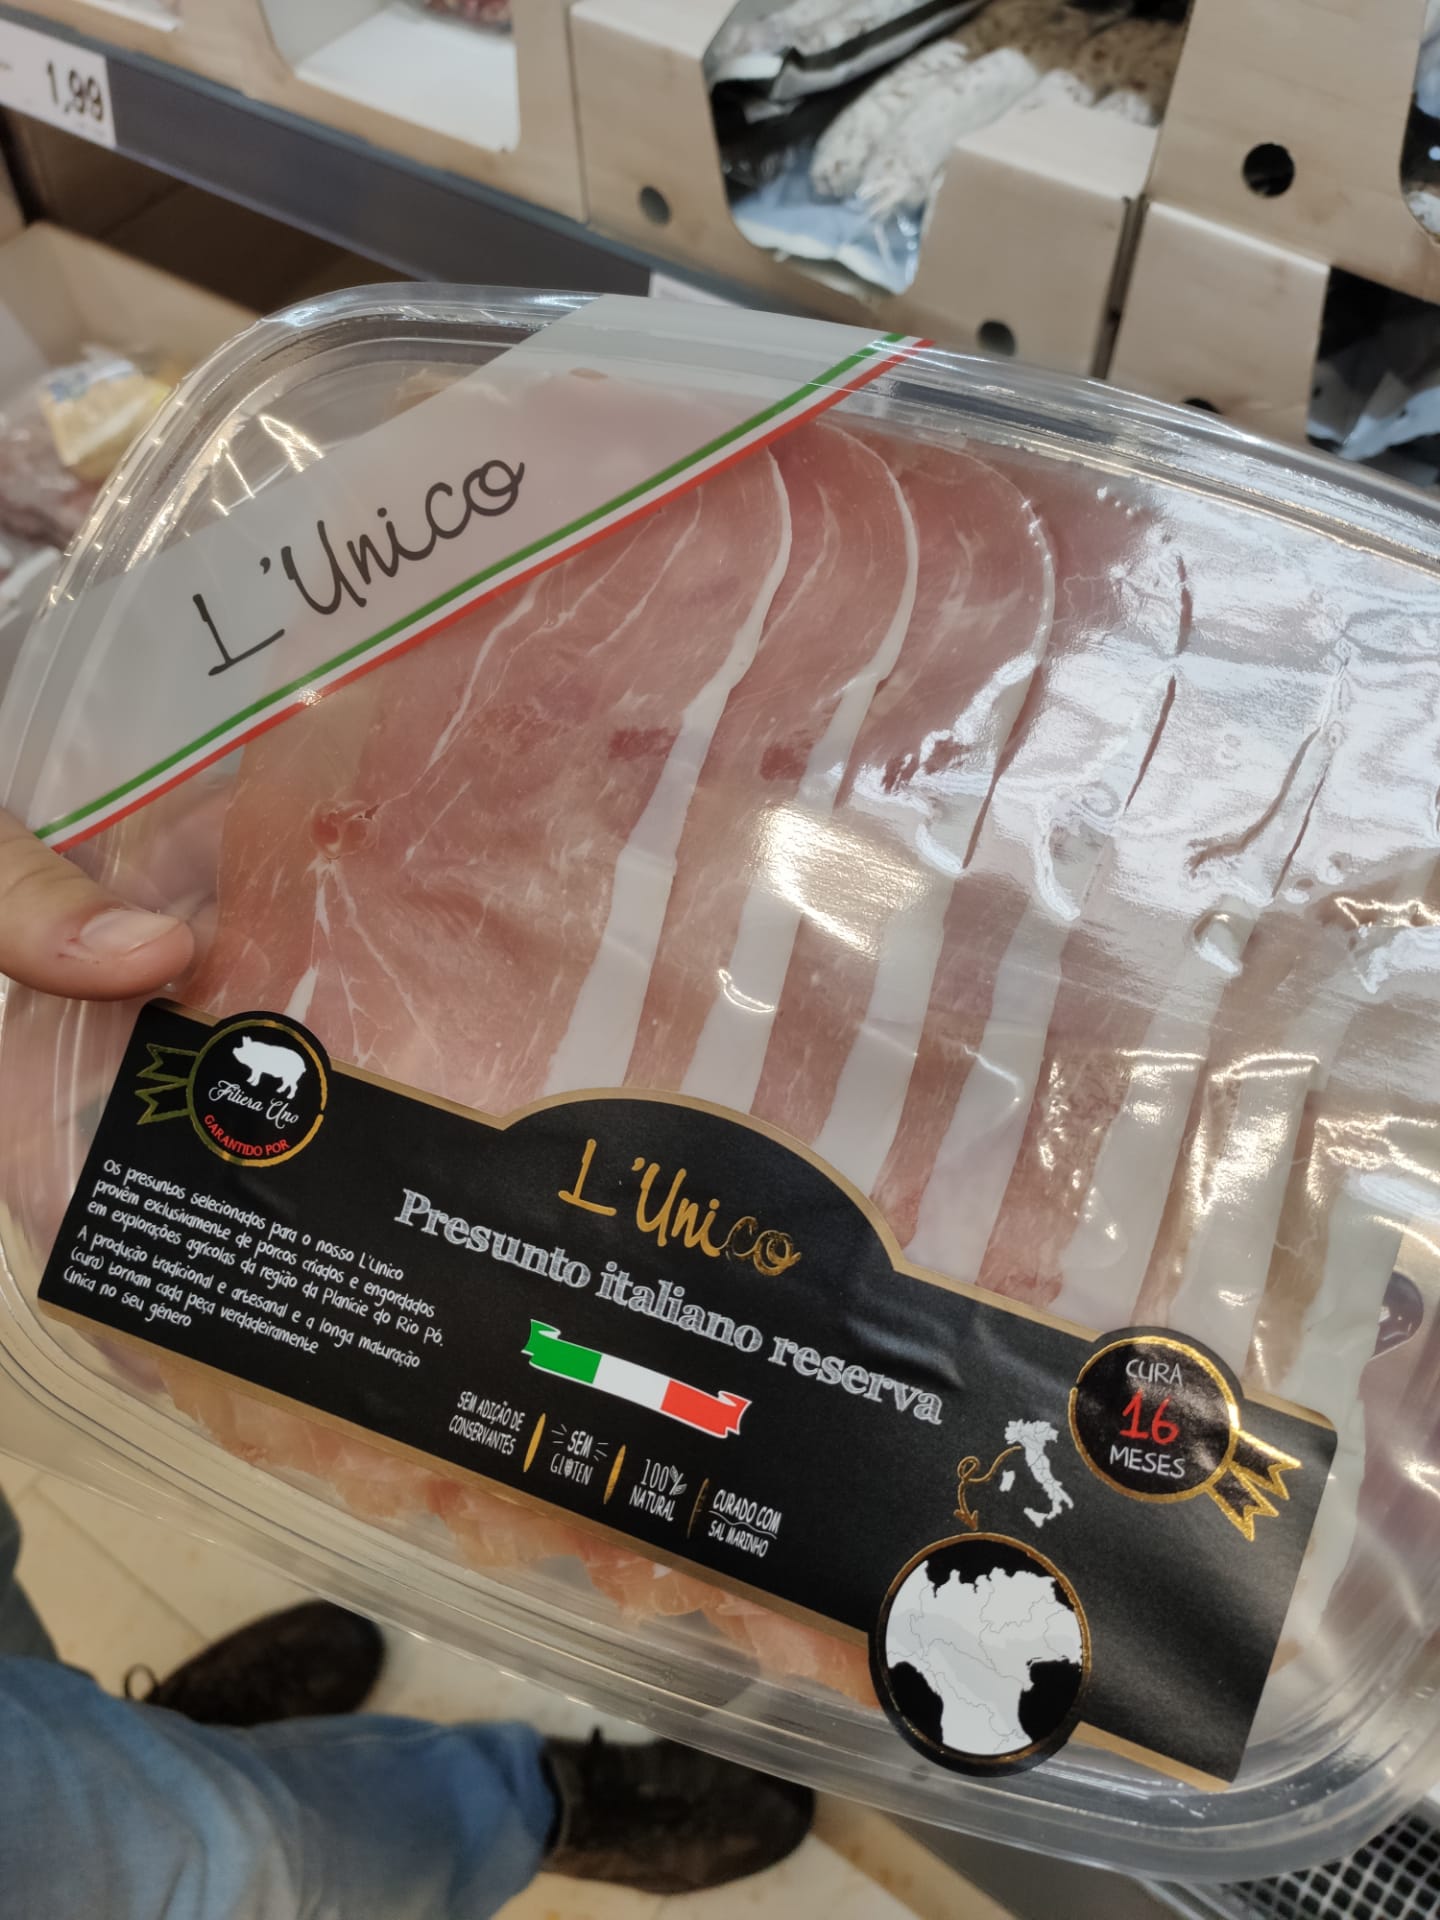 1,99
L'Unico
Filiera Uno
GARANTIDO POR
Os presuntos selecionados para o nosso L'Unico
provêm exclusivamente de porcos criados e engordados
em explorações agrícolas da região da Planície do Rio Pó.
A produção tradicional e artesanal e a longa maturação
(cura) tornam cada peça verdadeiramente
única no seu género
L'Unico
Presunto italiano reserva
SEM ADIÇÃO DE
CONSERVANTES
SEM
GLÚTEN
100%
NATURAL
CURADO COM
SAL MARINHO
CURA
16
MESES